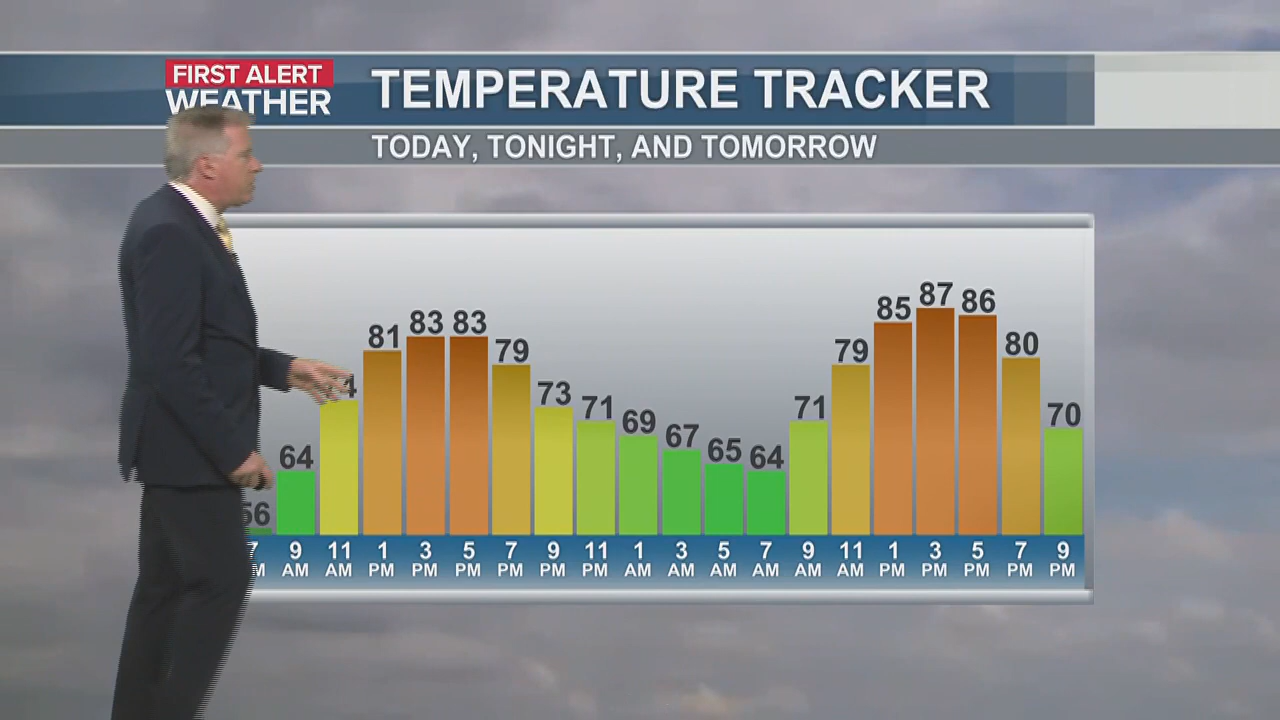 FIRST ALERT
WEATHER
TEMPERATURE TRACKER
TODAY, TONIGHT, AND TOMORROW
56 64 81 83 83 79 73 71 69 67 65 64 71 79 85 87 86 80 70
7 9 11 1 3 5 7 9 11 1 3 5 7 9 11 1 3 5 7 9
AM AM PM PM PM PM PM PM AM AM AM AM AM AM PM PM PM PM PM